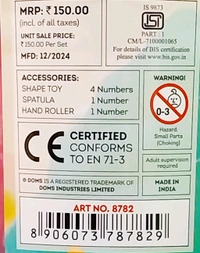 MRP: ₹ 150.00
(incl. of all taxes)
UNIT SALE PRICE:
₹ 150.00 Per Set
MFD: 12/2024
IS 9873
ISI
PART : 1
CM/L-7100001065
For details of BIS certification
please visit www.bis.gov.in
ACCESSORIES:
SHAPE TOY 4 Numbers
SPATULA 1 Number
HAND ROLLER 1 Number
WARNING!
0-3
Hazard.
Small Parts
(Choking)
CE CERTIFIED
CONFORMS
TO EN 71-3
Adult supervision
required
® DOMS IS A REGISTERED TRADEMARK OF
DOMS INDUSTRIES LIMITED
MADE IN
INDIA
ART NO. 8782
8 906073 787829